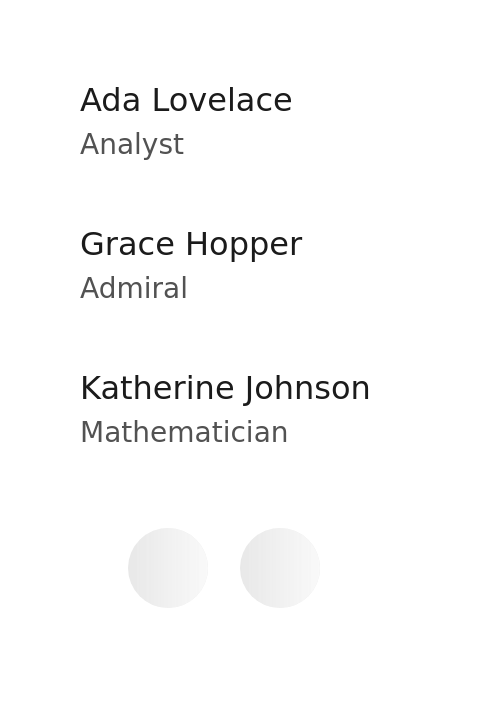 Ada Lovelace
Analyst
Grace Hopper
Admiral
Katherine Johnson
Mathematician